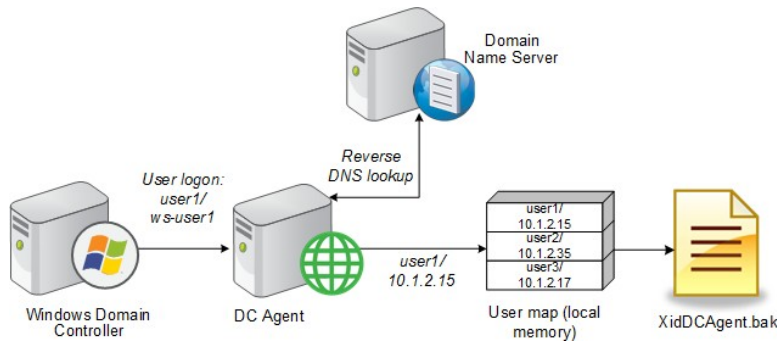 Domain
Name Server
Reverse
DNS lookup
User logon:
user1/
ws-user1
user1/
10.1.2.15
user1/
10.1.2.15
user2/
10.1.2.35
user3/
10.1.2.17
Windows Domain
Controller
DC Agent
User map (local
memory)
XidDCAgent.bak